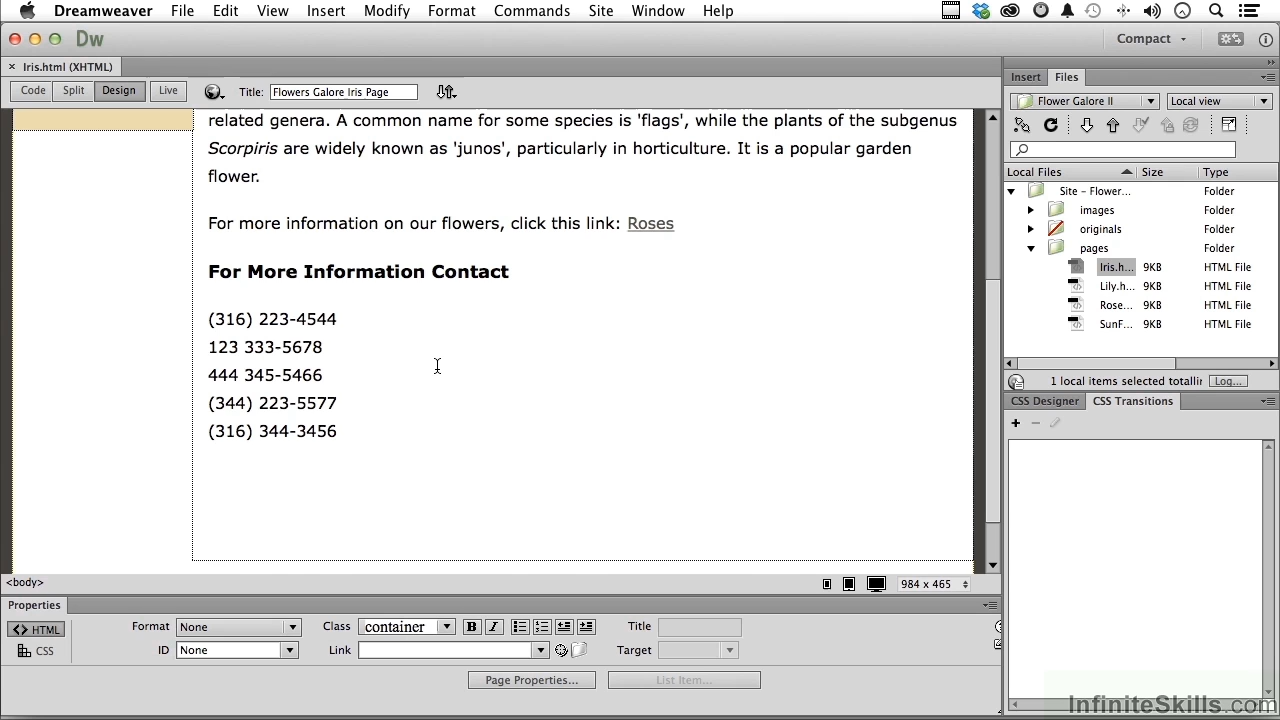 Dreamweaver File Edit View Insert Modify Format Commands Site Window Help
Dw Compact
× Iris.html (XHTML) Insert Files
Code Split Design Live Title: Flowers Galore Iris Page
Flower Galore II Local view
related genera. A common name for some species is 'flags', while the plants of the subgenus
Scorpiris are widely known as 'junos', particularly in horticulture. It is a popular garden
flower.
For more information on our flowers, click this link: Roses
For More Information Contact
(316) 223-4544
123 333-5678
444 345-5466
(344) 223-5577
(316) 344-3456
Local Files Size Type
Site - Flower... Folder
images Folder
originals Folder
pages Folder
Iris.h... 9KB HTML File
Lily.h... 9KB HTML File
Rose... 9KB HTML File
SunF... 9KB HTML File
1 local items selected totallir Log...
CSS Designer CSS Transitions
<body> 984 x 465
Properties
<> HTML Format None Class container B I Title
CSS ID None Link Target
Page Properties... List Item...
InfiniteSkills.com